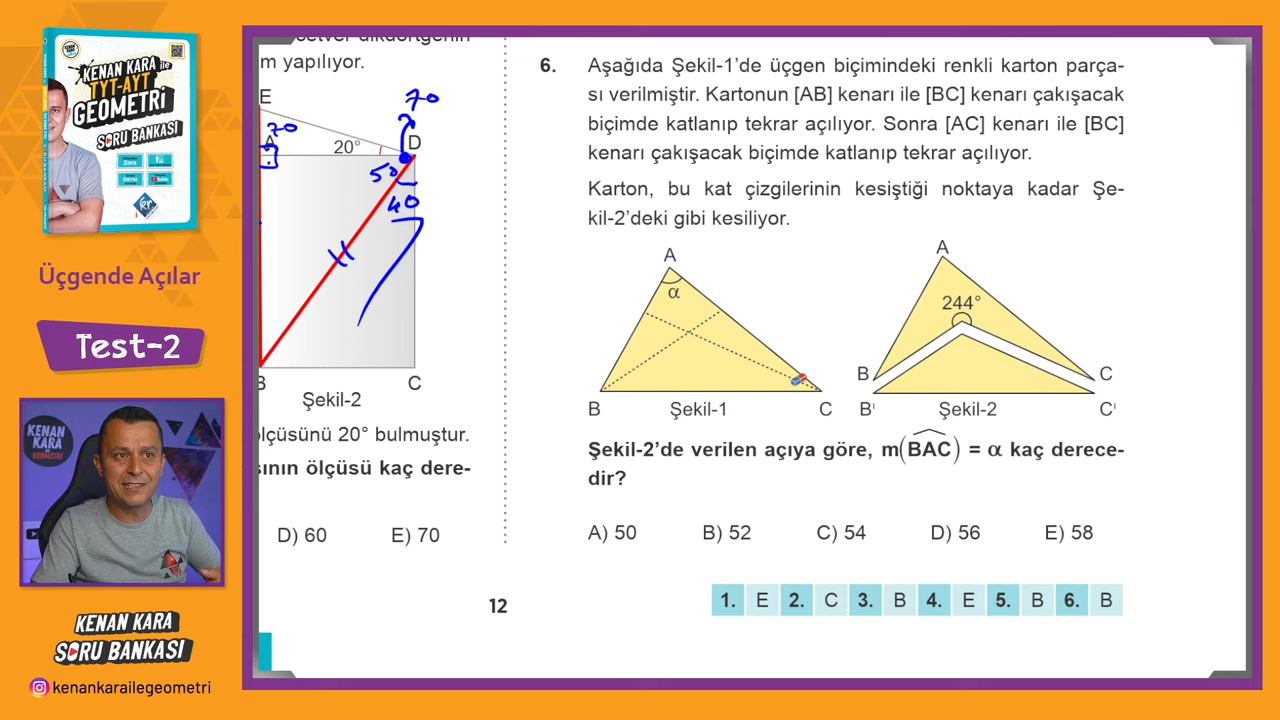 KENAN KARA ile
TYT-AYT
GEOMETRİ
SORU BANKASI
Üçgende Açılar
Test-2
KENAN KARA
ile GEOMETRİ
KENAN KARA
SORU BANKASI
kenankarailegeometri
m yapılıyor.
E
70
A
20°
D
70
50
40
B
C
Şekil-2
ölçüsünü 20° bulmuştur.
sının ölçüsü kaç dere-
D) 60 E) 70
12
6. Aşağıda Şekil-1’de üçgen biçimindeki renkli karton parça-
sı verilmiştir. Kartonun [AB] kenarı ile [BC] kenarı çakışacak
biçimde katlanıp tekrar açılıyor. Sonra [AC] kenarı ile [BC]
kenarı çakışacak biçimde katlanıp tekrar açılıyor.
Karton, bu kat çizgilerinin kesiştiği noktaya kadar Şe-
kil-2’deki gibi kesiliyor.
A
α
B Şekil-1 C
A
244°
B C
B' Şekil-2 C'
Şekil-2’de verilen açıya göre, m(BAC) = α kaç derece-
dir?
A) 50 B) 52 C) 54 D) 56 E) 58
1. E 2. C 3. B 4. E 5. B 6. B